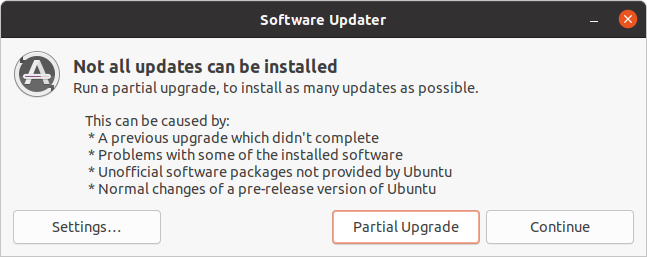 Software Updater
Not all updates can be installed
Run a partial upgrade, to install as many updates as possible.
This can be caused by:
* A previous upgrade which didn't complete
* Problems with some of the installed software
* Unofficial software packages not provided by Ubuntu
* Normal changes of a pre-release version of Ubuntu
Settings... Partial Upgrade Continue